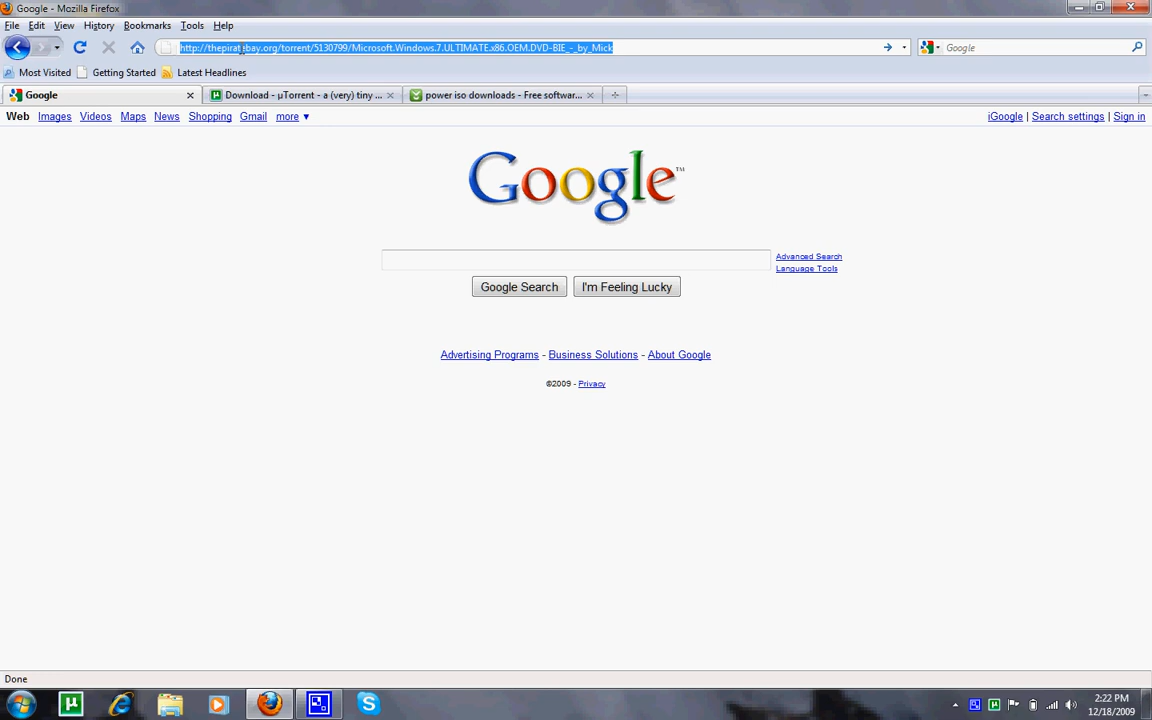 Google - Mozilla Firefox
File Edit View History Bookmarks Tools Help
http://thepiratebay.org/torrent/5130799/Microsoft.Windows.7.ULTIMATE.x86.OEM.DVD-BIE_-_by_Mick
Google
Most Visited Getting Started Latest Headlines
Google Download - µTorrent - a (very) tiny ... power iso downloads - Free softwar...
Web Images Videos Maps News Shopping Gmail more ▼ iGoogle | Search settings | Sign in
Google™
Advanced Search
Language Tools
Google Search I'm Feeling Lucky
Advertising Programs - Business Solutions - About Google
©2009 - Privacy
Done
2:22 PM
12/18/2009